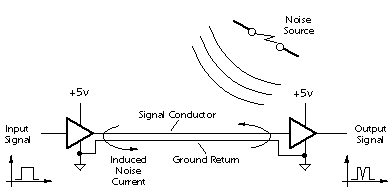 Noise
Source
+5v
+5v
Signal Conductor
Input
Signal
Output
Signal
Induced
Noise
Current
Ground Return